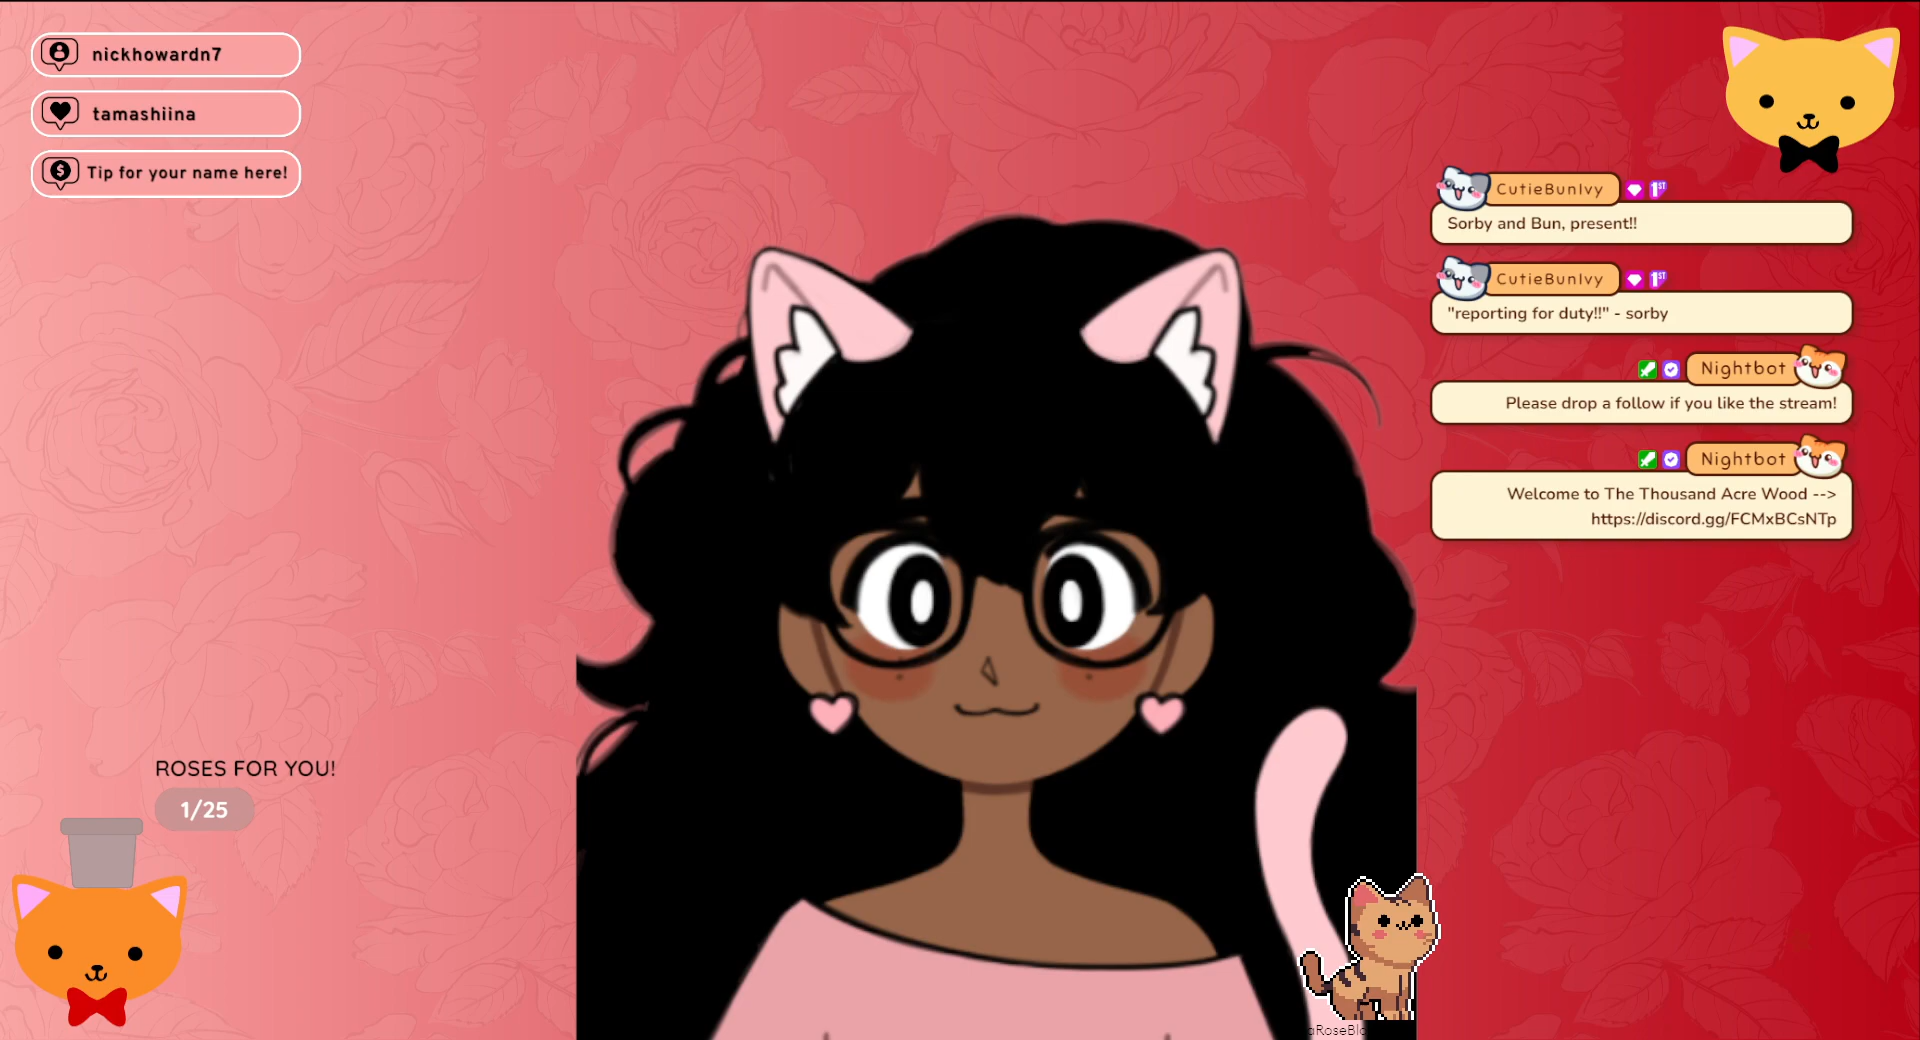 nickhowardn7
tamashiina
Tip for your name here!
CutieBunIvy
Sorby and Bun, present!!
CutieBunIvy
"reporting for duty!!" - sorby
Nightbot
Please drop a follow if you like the stream!
Nightbot
Welcome to The Thousand Acre Wood -->
https://discord.gg/FCMxBCsNTp
ROSES FOR YOU!
1/25